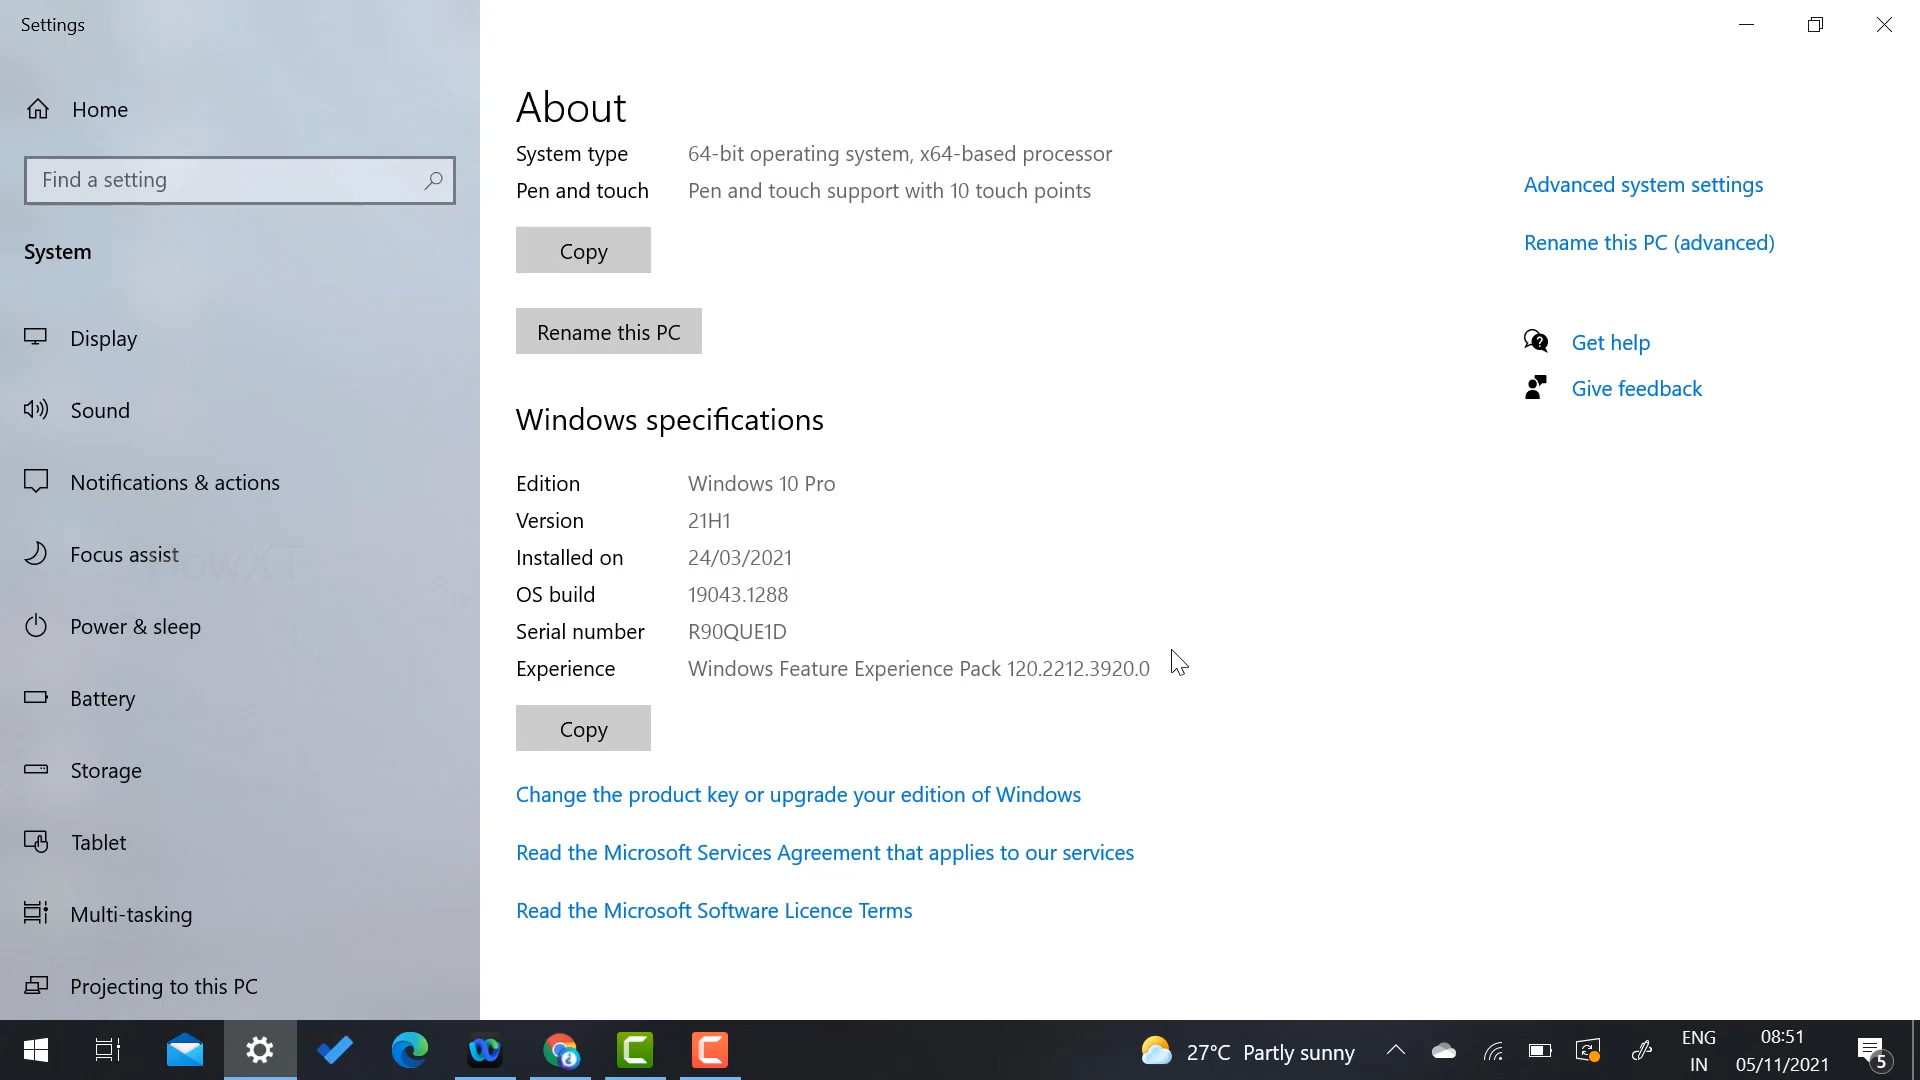 Settings
Home
Find a setting
System
Display
Sound
Notifications & actions
Focus assist
Power & sleep
Battery
Storage
Tablet
Multi-tasking
Projecting to this PC
About
System type 64-bit operating system, x64-based processor
Pen and touch Pen and touch support with 10 touch points
Copy
Rename this PC
Windows specifications
Edition Windows 10 Pro
Version 21H1
Installed on 24/03/2021
OS build 19043.1288
Serial number R90QUE1D
Experience Windows Feature Experience Pack 120.2212.3920.0
Copy
Change the product key or upgrade your edition of Windows
Read the Microsoft Services Agreement that applies to our services
Read the Microsoft Software Licence Terms
Advanced system settings
Rename this PC (advanced)
Get help
Give feedback
HowXT
27°C Partly sunny
ENG
IN
08:51
05/11/2021
5